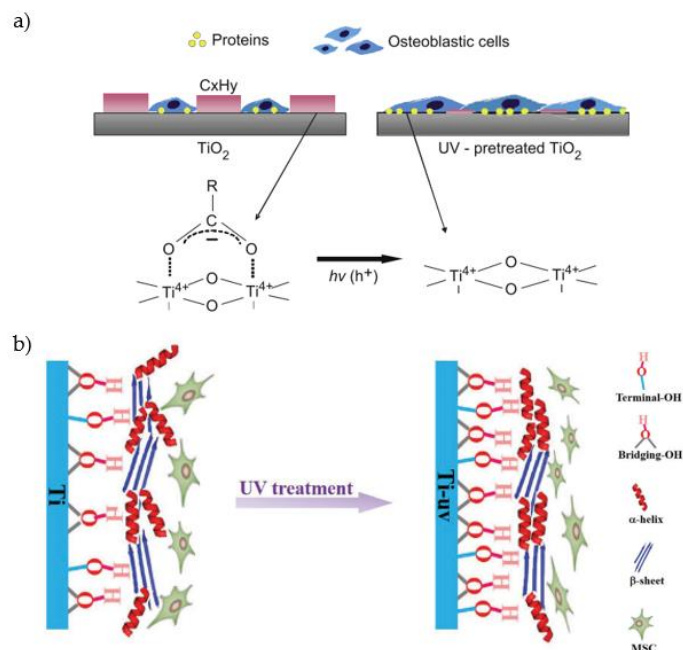 a)
Proteins
Osteoblastic cells
CxHy
TiO2
UV - pretreated TiO2
R
C
O
O
O
Ti4+
Ti4+
O
hν (h+)
O
Ti4+
Ti4+
O
b)
Ti
O H
O H
O H
O H
O H
O H
O H
UV treatment
Ti-uv
O H
O H
O H
O H
O H
O H
O H
O H
O H
H
O
Terminal-OH
H
O
Bridging-OH
α-helix
β-sheet
MSC